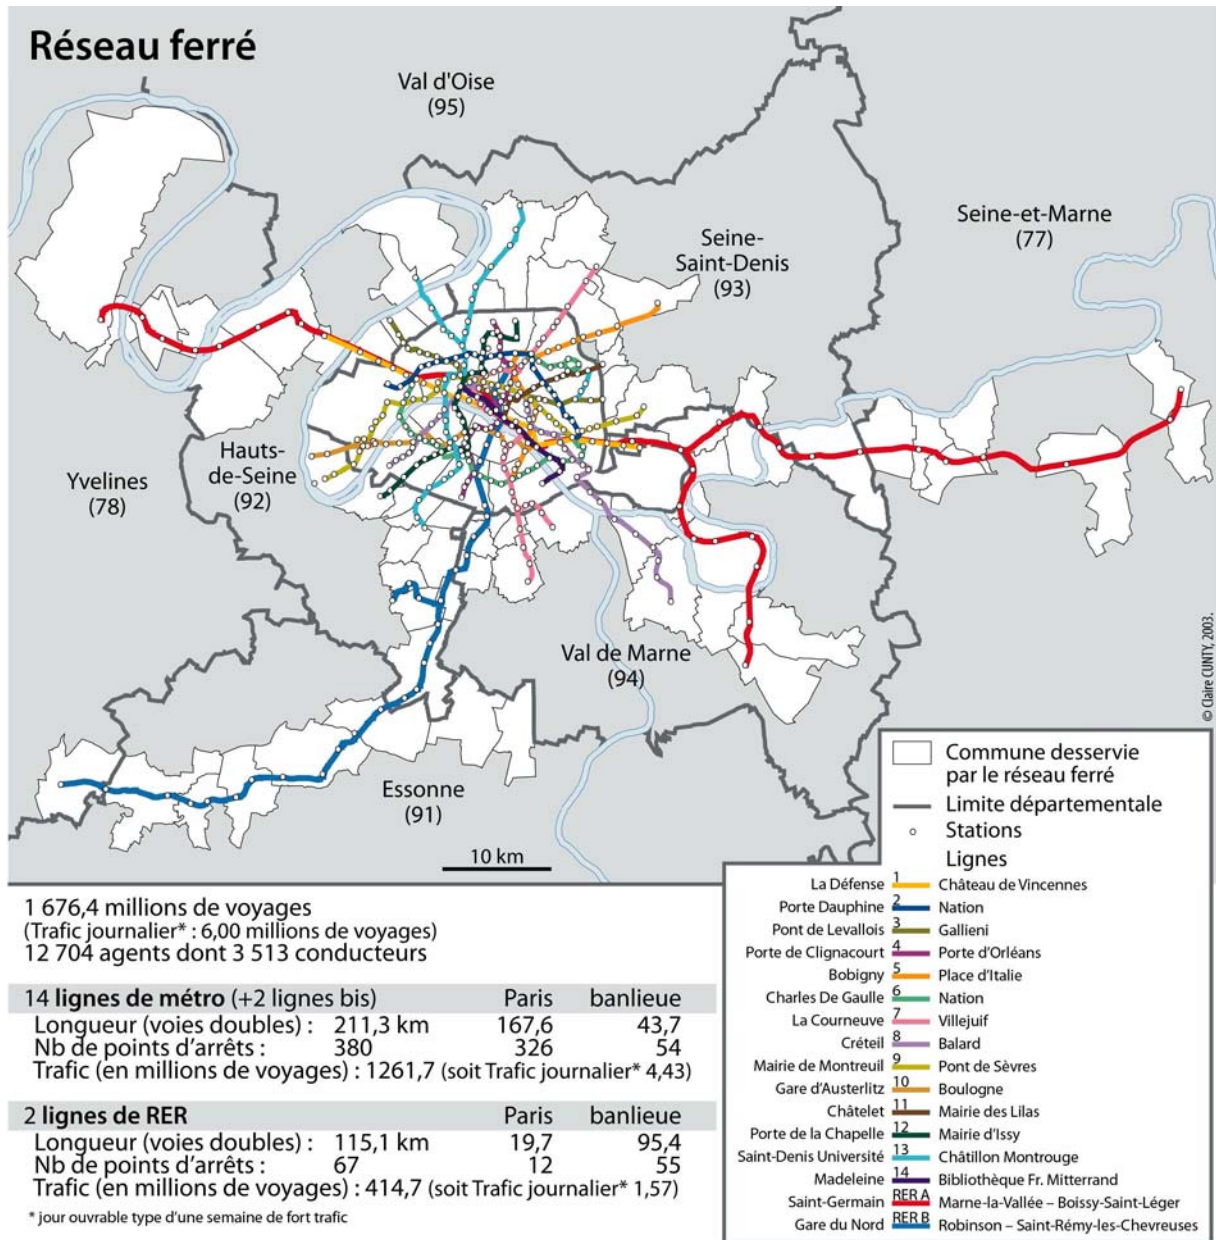 Réseau ferré
Val d'Oise
(95)
Seine-et-Marne
(77)
Seine-
Saint-Denis
(93)
Hauts-
de-Seine
(92)
Yvelines
(78)
Val de Marne
(94)
Essonne
(91)
10 km
© Claire CUNTY, 2003.
Commune desservie
par le réseau ferré
Limite départementale
Stations
Lignes
La Défense 1 Château de Vincennes
Porte Dauphine 2 Nation
Pont de Levallois 3 Gallieni
Porte de Clignacourt 4 Porte d'Orléans
Bobigny 5 Place d'Italie
Charles De Gaulle 6 Nation
La Courneuve 7 Villejuif
Créteil 8 Balard
Mairie de Montreuil 9 Pont de Sèvres
Gare d'Austerlitz 10 Boulogne
Châtelet 11 Mairie des Lilas
Porte de la Chapelle 12 Mairie d'Issy
Saint-Denis Université 13 Châtillon Montrouge
Madeleine 14 Bibliothèque Fr. Mitterrand
Saint-Germain RER A Marne-la-Vallée – Boissy-Saint-Léger
Gare du Nord RER B Robinson – Saint-Rémy-les-Chevreuses
1 676,4 millions de voyages
(Trafic journalier* : 6,00 millions de voyages)
12 704 agents dont 3 513 conducteurs
14 lignes de métro (+2 lignes bis) Paris banlieue
Longueur (voies doubles) : 211,3 km 167,6 43,7
Nb de points d'arrêts : 380 326 54
Trafic (en millions de voyages) : 1261,7 (soit Trafic journalier* 4,43)
2 lignes de RER Paris banlieue
Longueur (voies doubles) : 115,1 km 19,7 95,4
Nb de points d'arrêts : 67 12 55
Trafic (en millions de voyages) : 414,7 (soit Trafic journalier* 1,57)
* jour ouvrable type d'une semaine de fort trafic